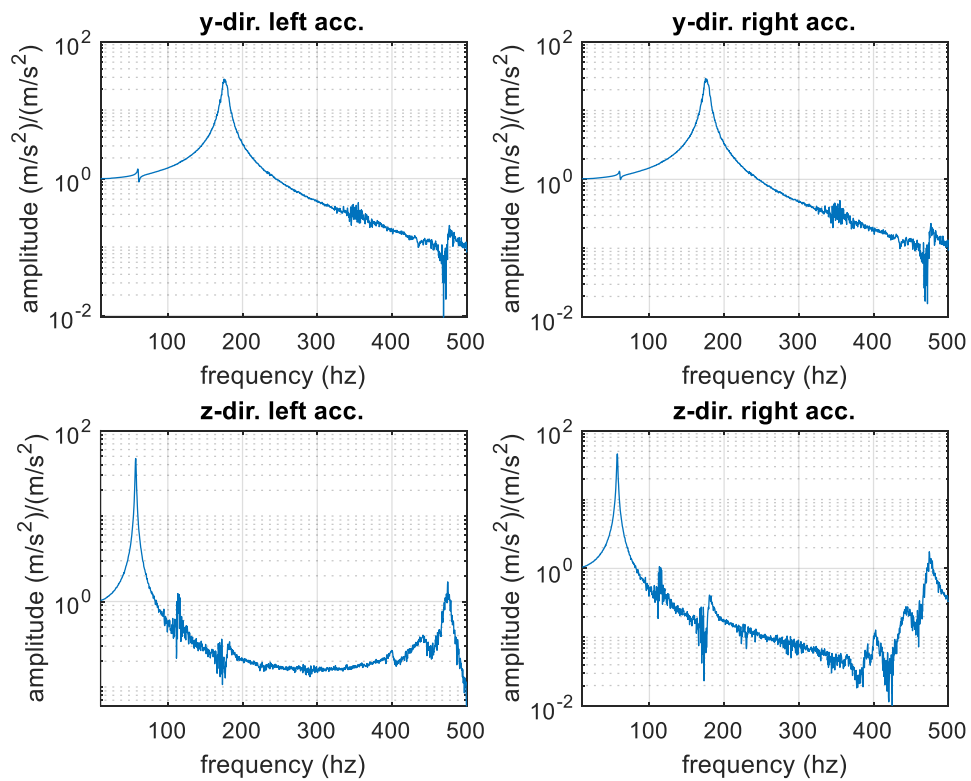 y-dir. left acc.
10^2
10^0
10^-2
amplitude (m/s^2)/(m/s^2)
100 200 300 400 500
frequency (hz)
y-dir. right acc.
10^2
10^0
10^-2
amplitude (m/s^2)/(m/s^2)
100 200 300 400 500
frequency (hz)
z-dir. left acc.
10^2
10^0
amplitude (m/s^2)/(m/s^2)
100 200 300 400 500
frequency (hz)
z-dir. right acc.
10^2
10^0
10^-2
amplitude (m/s^2)/(m/s^2)
100 200 300 400 500
frequency (hz)